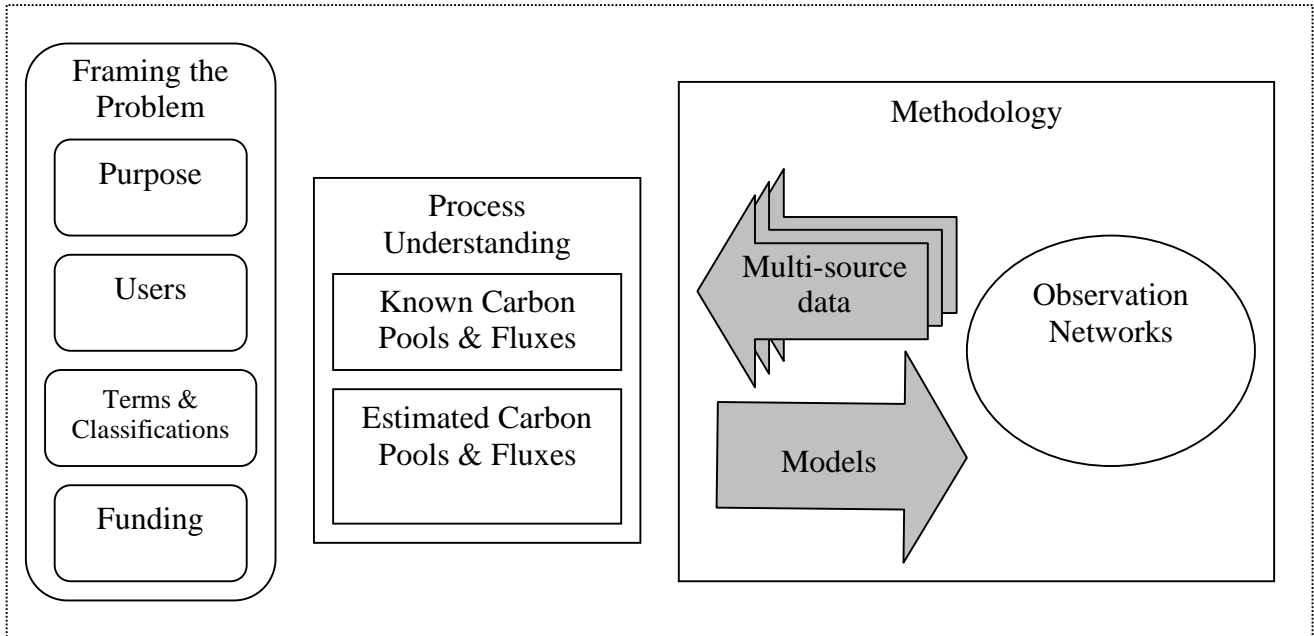 Framing the
Problem
Purpose
Users
Terms &
Classifications
Funding
Process
Understanding
Known Carbon
Pools & Fluxes
Estimated Carbon
Pools & Fluxes
Methodology
Multi-source
data
Models
Observation
Networks